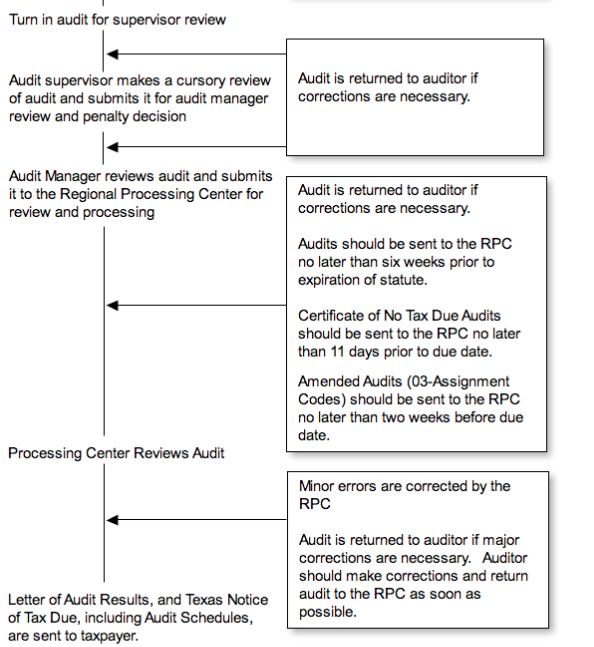 Turn in audit for supervisor review
Audit supervisor makes a cursory review
of audit and submits it for audit manager
review and penalty decision
Audit is returned to auditor if
corrections are necessary.
Audit Manager reviews audit and submits
it to the Regional Processing Center for
review and processing
Audit is returned to auditor if
corrections are necessary.
Audits should be sent to the RPC
no later than six weeks prior to
expiration of statute.
Certificate of No Tax Due Audits
should be sent to the RPC no later
than 11 days prior to due date.
Amended Audits (03-Assignment
Codes) should be sent to the RPC
no later than two weeks before due
date.
Processing Center Reviews Audit
Minor errors are corrected by the
RPC
Audit is returned to auditor if major
corrections are necessary.   Auditor
should make corrections and return
audit to the RPC as soon as
possible.
Letter of Audit Results, and Texas Notice
of Tax Due, including Audit Schedules,
are sent to taxpayer.